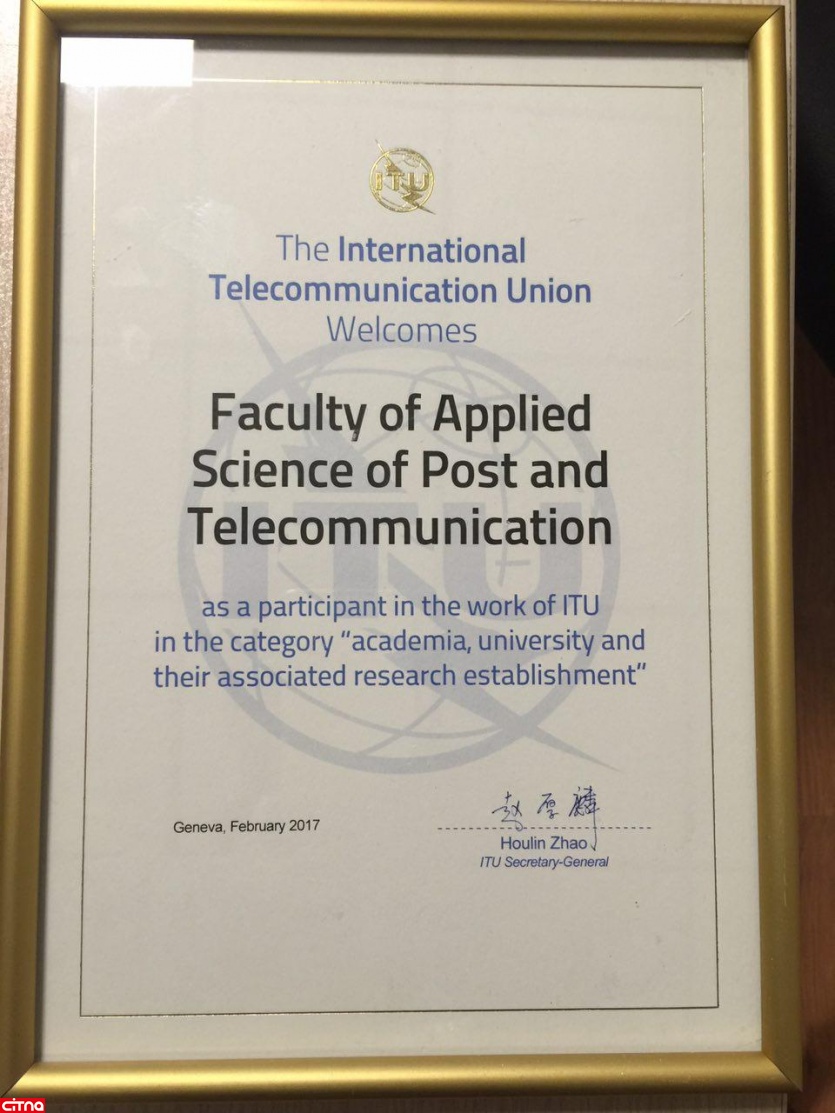 ITU
The International
Telecommunication Union
Welcomes
Faculty of Applied
Science of Post and
Telecommunication
as a participant in the work of ITU
in the category “academia, university and
their associated research establishment”
赵厚麟
Geneva, February 2017
Houlin Zhao
ITU Secretary-General
CITNA